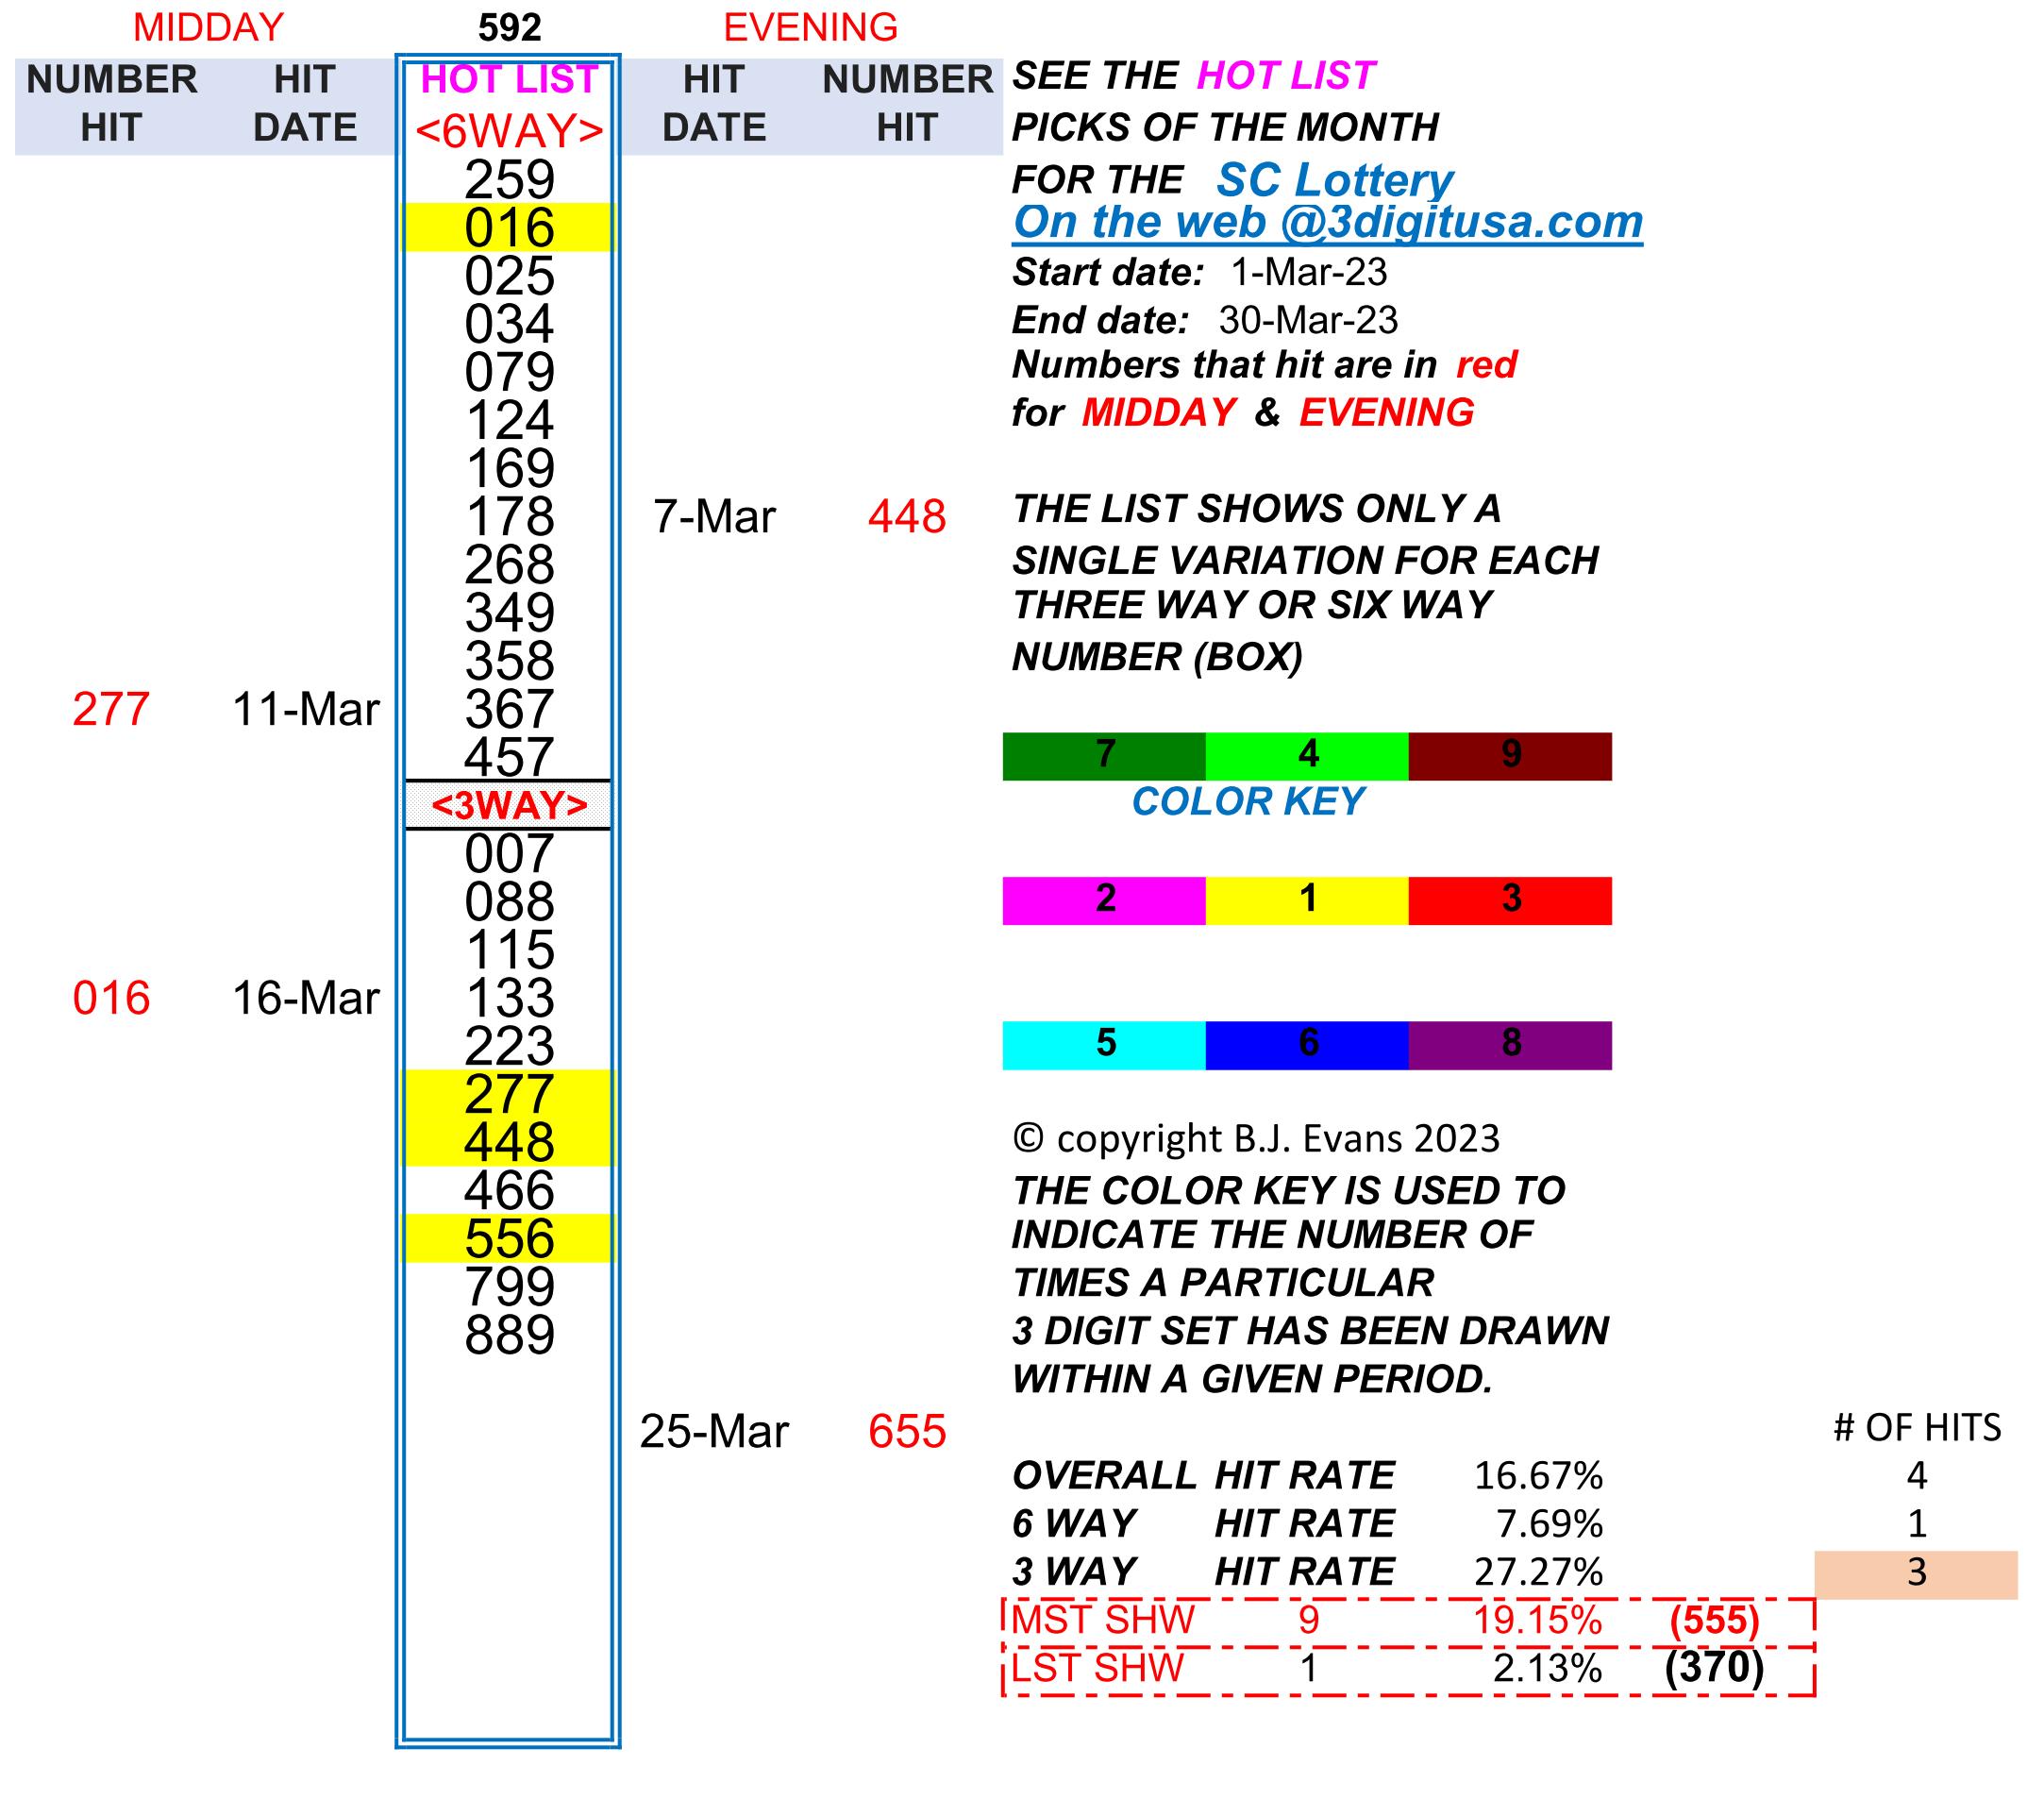 MIDDAY 592 EVENING
NUMBER HIT HOT LIST HIT NUMBER
HIT DATE <6WAY> DATE HIT
259
016
025
034
079
124
169
178 7-Mar 448
268
349
358
277 11-Mar 367
457
<3WAY>
007
088
115
016 16-Mar 133
223
277
448
466
556
799
889
25-Mar 655
SEE THE HOT LIST
PICKS OF THE MONTH
FOR THE SC Lottery
On the web @3digitusa.com
Start date: 1-Mar-23
End date: 30-Mar-23
Numbers that hit are in red
for MIDDAY & EVENING
THE LIST SHOWS ONLY A
SINGLE VARIATION FOR EACH
THREE WAY OR SIX WAY
NUMBER (BOX)
7 4 9
COLOR KEY
2 1 3
5 6 8
© copyright B.J. Evans 2023
THE COLOR KEY IS USED TO
INDICATE THE NUMBER OF
TIMES A PARTICULAR
3 DIGIT SET HAS BEEN DRAWN
WITHIN A GIVEN PERIOD.
# OF HITS
OVERALL HIT RATE 16.67% 4
6 WAY HIT RATE 7.69% 1
3 WAY HIT RATE 27.27% 3
MST SHW 9 19.15% (555)
LST SHW 1 2.13% (370)